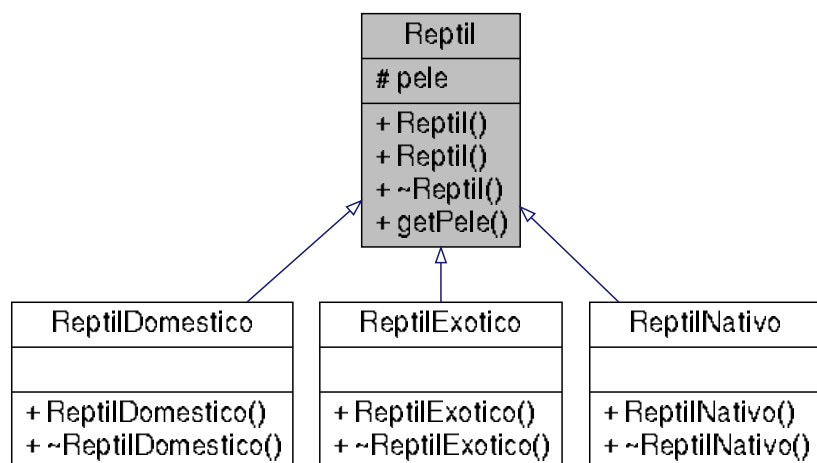 Reptil
# pele
+ Reptil()
+ Reptil()
+ ~Reptil()
+ getPele()
ReptilDomestico
+ ReptilDomestico()
+ ~ReptilDomestico()
ReptilExotico
+ ReptilExotico()
+ ~ReptilExotico()
ReptilNativo
+ ReptilNativo()
+ ~ReptilNativo()